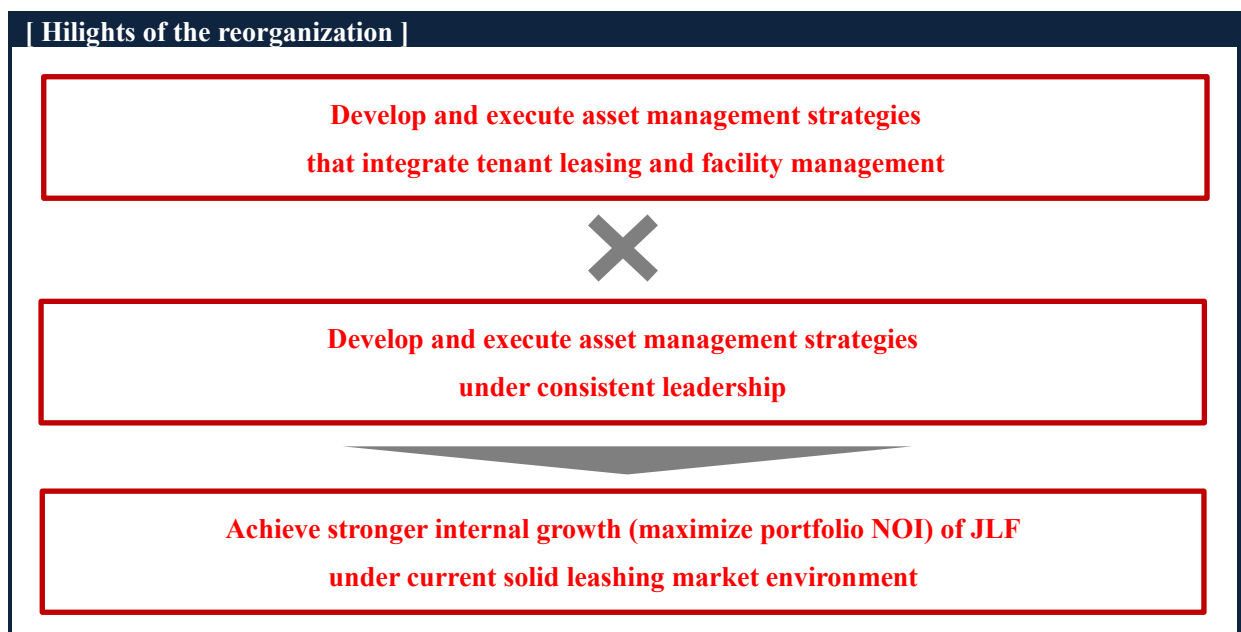 [ Hilights of the reorganization ]
Develop and execute asset management strategies
that integrate tenant leasing and facility management
Develop and execute asset management strategies
under consistent leadership
Achieve stronger internal growth (maximize portfolio NOI) of JLF
under current solid leashing market environment